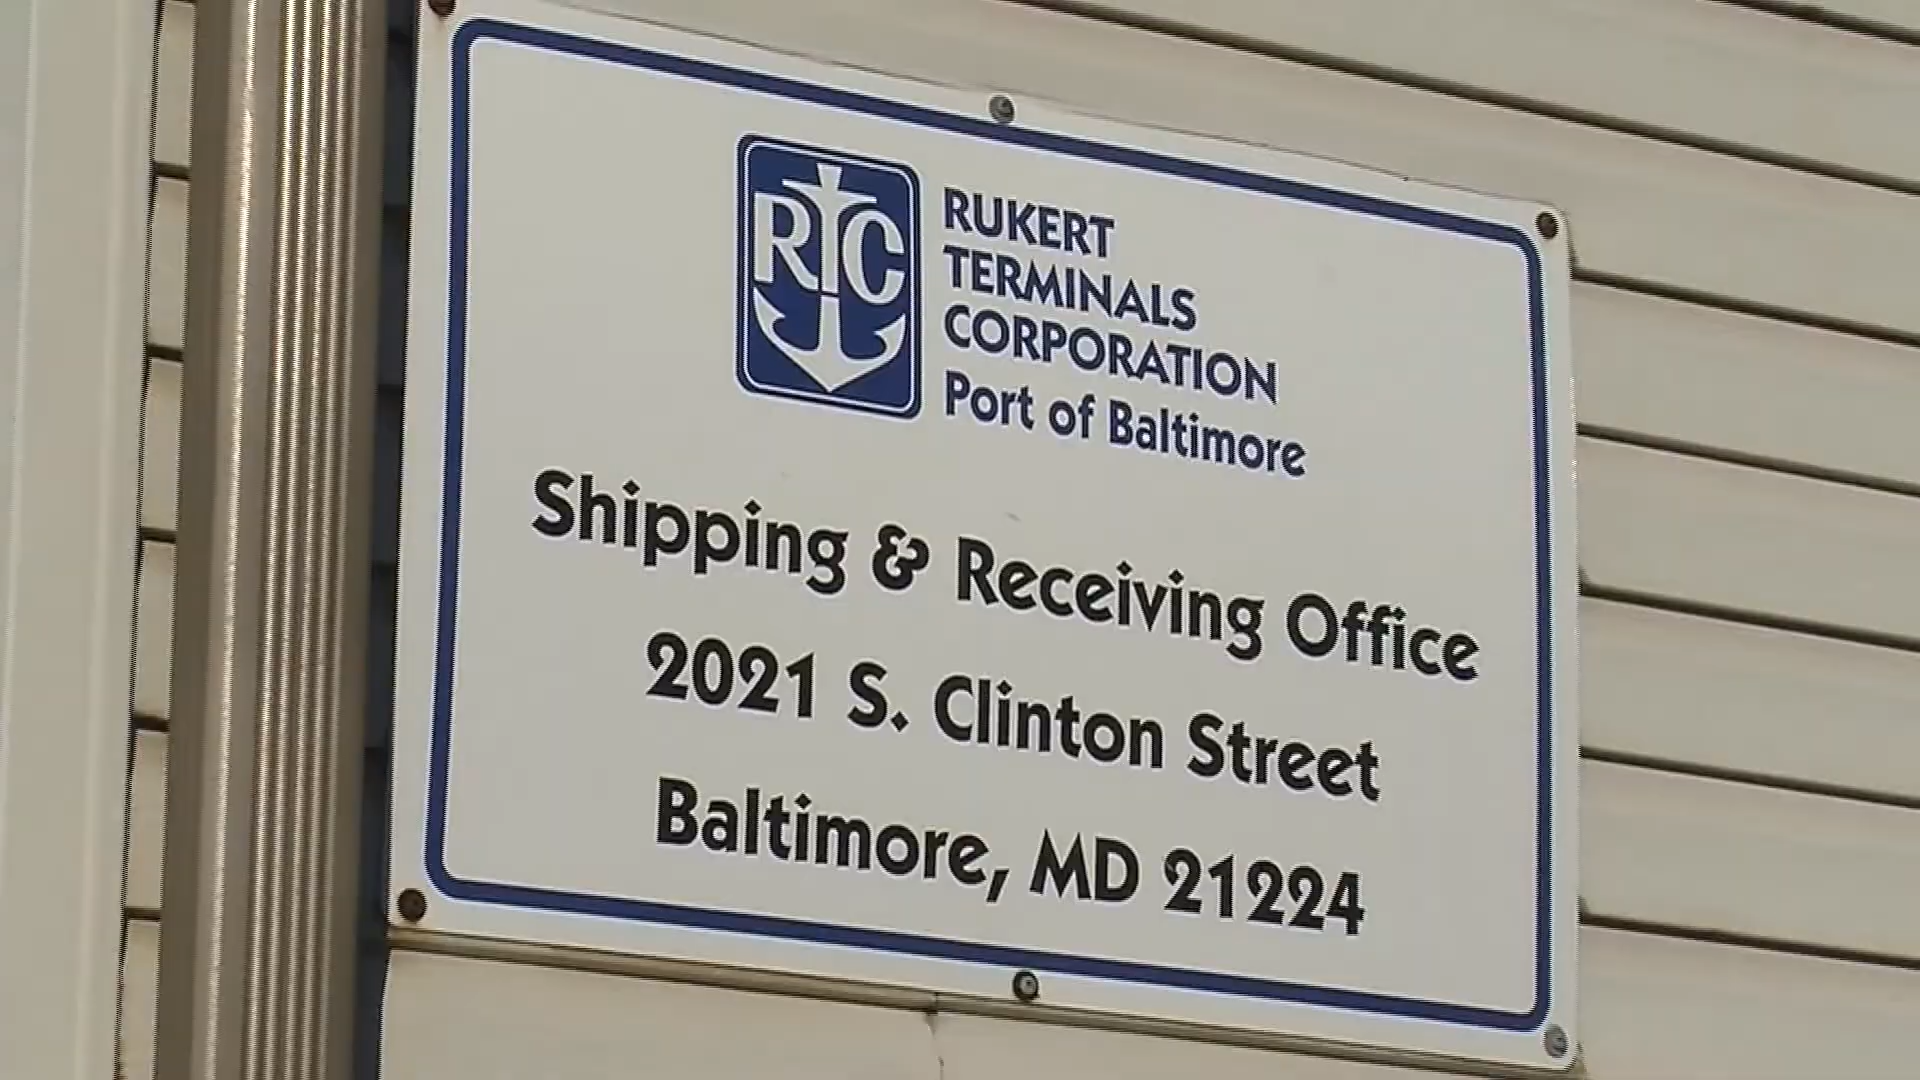 RTC
RUKERT
TERMINALS
CORPORATION
Port of Baltimore
Shipping & Receiving Office
2021 S. Clinton Street
Baltimore, MD 21224